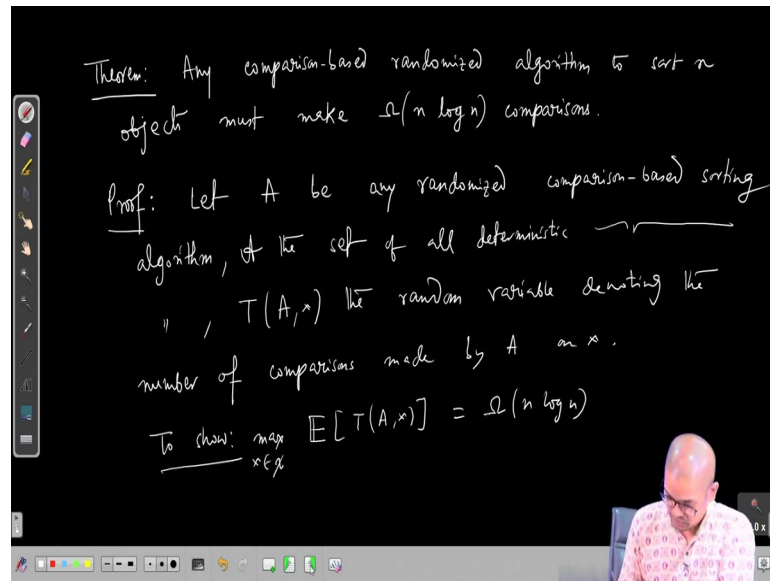 Theorem: Any comparison-based randomized algorithm to sort n
objects must make Ω(n log n) comparisons.
Proof: Let A be any randomized comparison-based sorting
algorithm, 𝒜 the set of all deterministic
" , T(A,x) the random variable denoting the
number of comparisons made by A on x.
To show: max 𝔼[T(A,x)] = Ω(n log n)
x∈𝒳